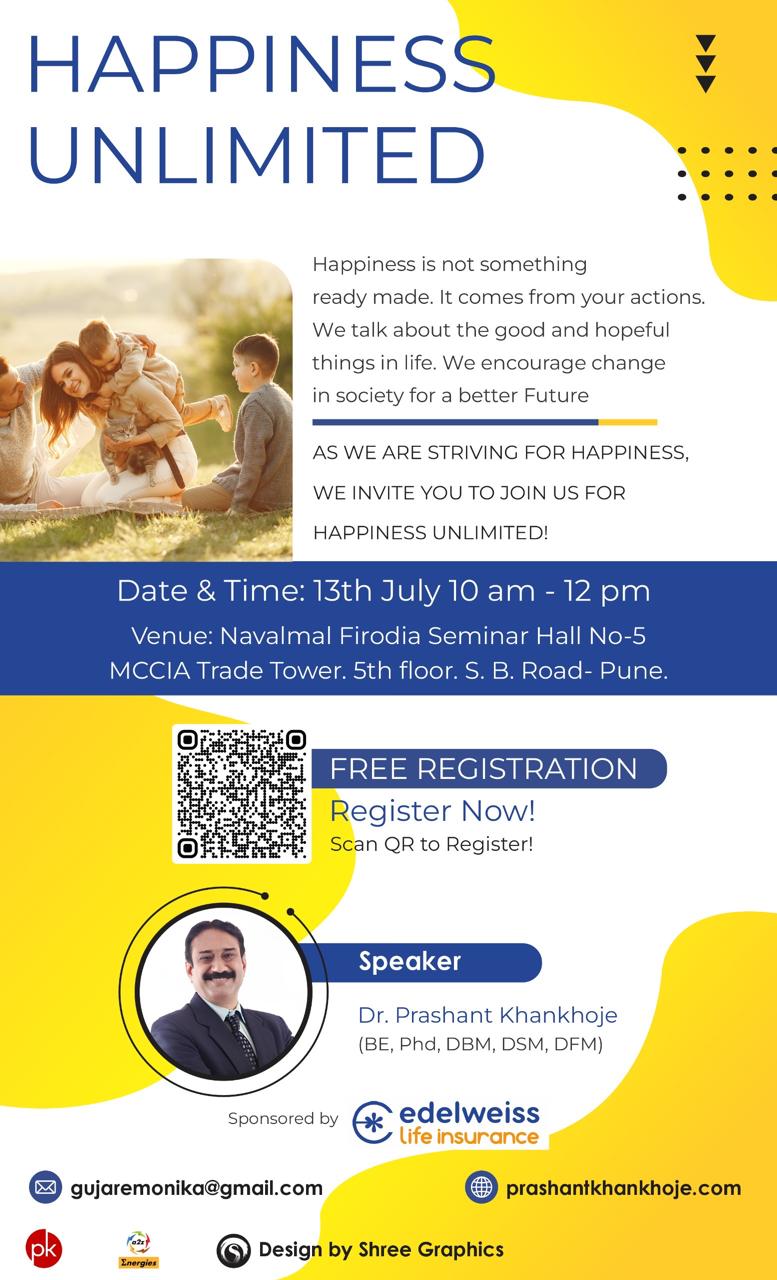 HAPPINESS
UNLIMITED
Happiness is not something
ready made. It comes from your actions.
We talk about the good and hopeful
things in life. We encourage change
in society for a better Future
AS WE ARE STRIVING FOR HAPPINESS,
WE INVITE YOU TO JOIN US FOR
HAPPINESS UNLIMITED!
Date & Time: 13th July 10 am - 12 pm
Venue: Navalmal Firodia Seminar Hall No-5
MCCIA Trade Tower. 5th floor. S. B. Road- Pune.
FREE REGISTRATION
Register Now!
Scan QR to Register!
Speaker
Dr. Prashant Khankhoje
(BE, Phd, DBM, DSM, DFM)
Sponsored by
edelweiss
life insurance
gujaremonika@gmail.com
prashantkhankhoje.com
pk
a2z
Σnergies
Design by Shree Graphics